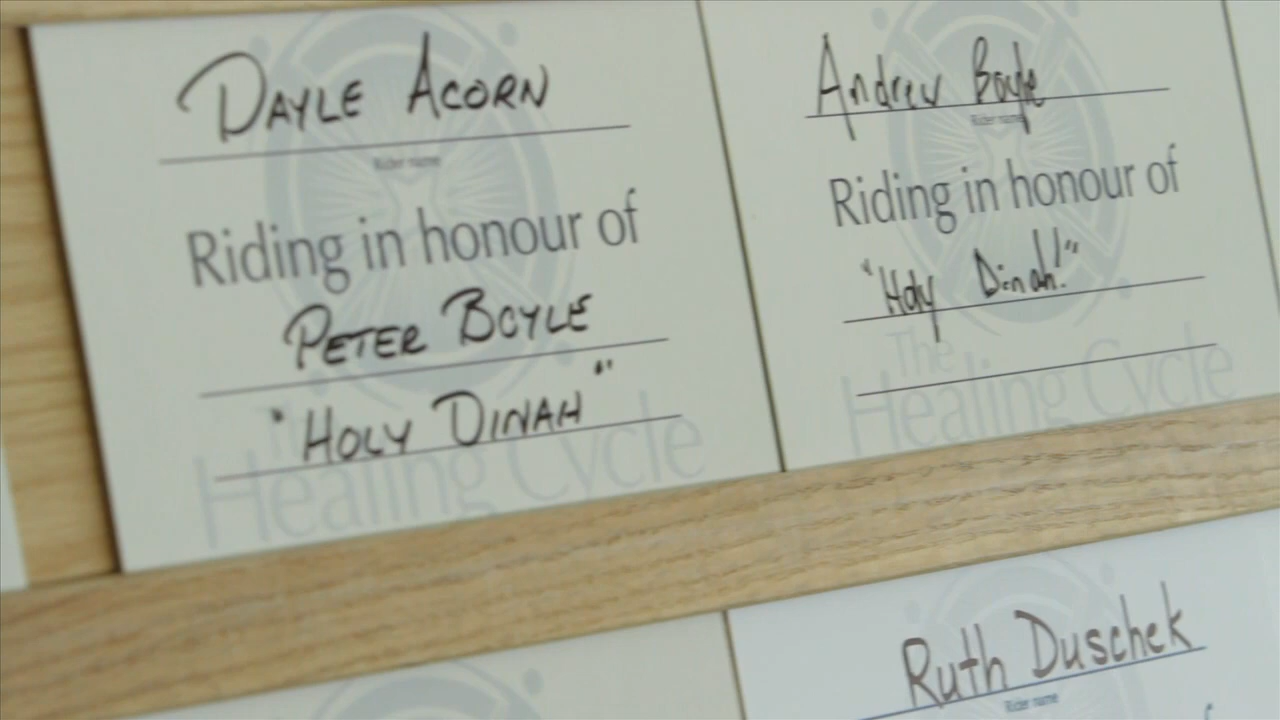 DAYLE ACORN
Rider name
Riding in honour of
PETER BOYLE
"HOLY DINAH"
The
Healing Cycle
Andrew Boyle
Rider name
Riding in honour of
"Holy Dinah!"
The
Healing Cycle
Ruth Duschek
Rider name